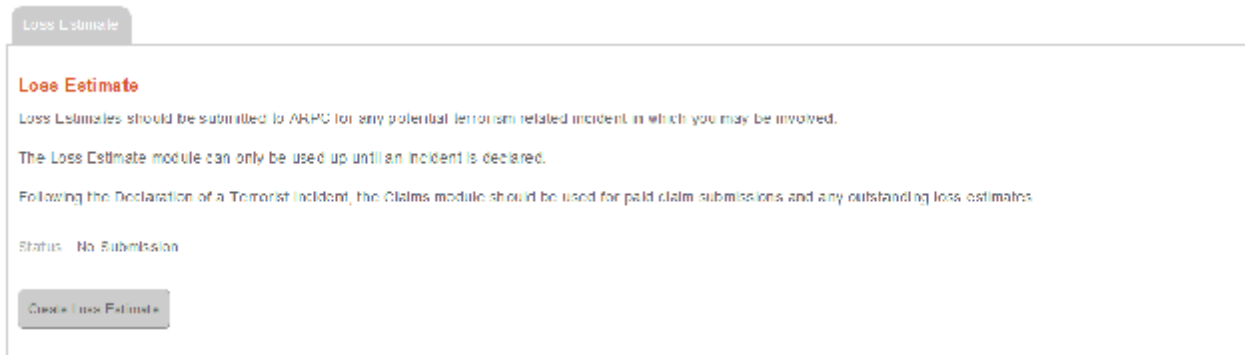 Loss Estimate
Loss Estimate
Loss Estimates should be submitted to ARPC for any potential terrorism related incident in which you may be involved.
The Loss Estimate module can only be used up until an incident is declared.
Following the Declaration of a Terrorist Incident, the Claims module should be used for paid claim submissions and any outstanding loss estimates
Status No Submission
Create Loss Estimate